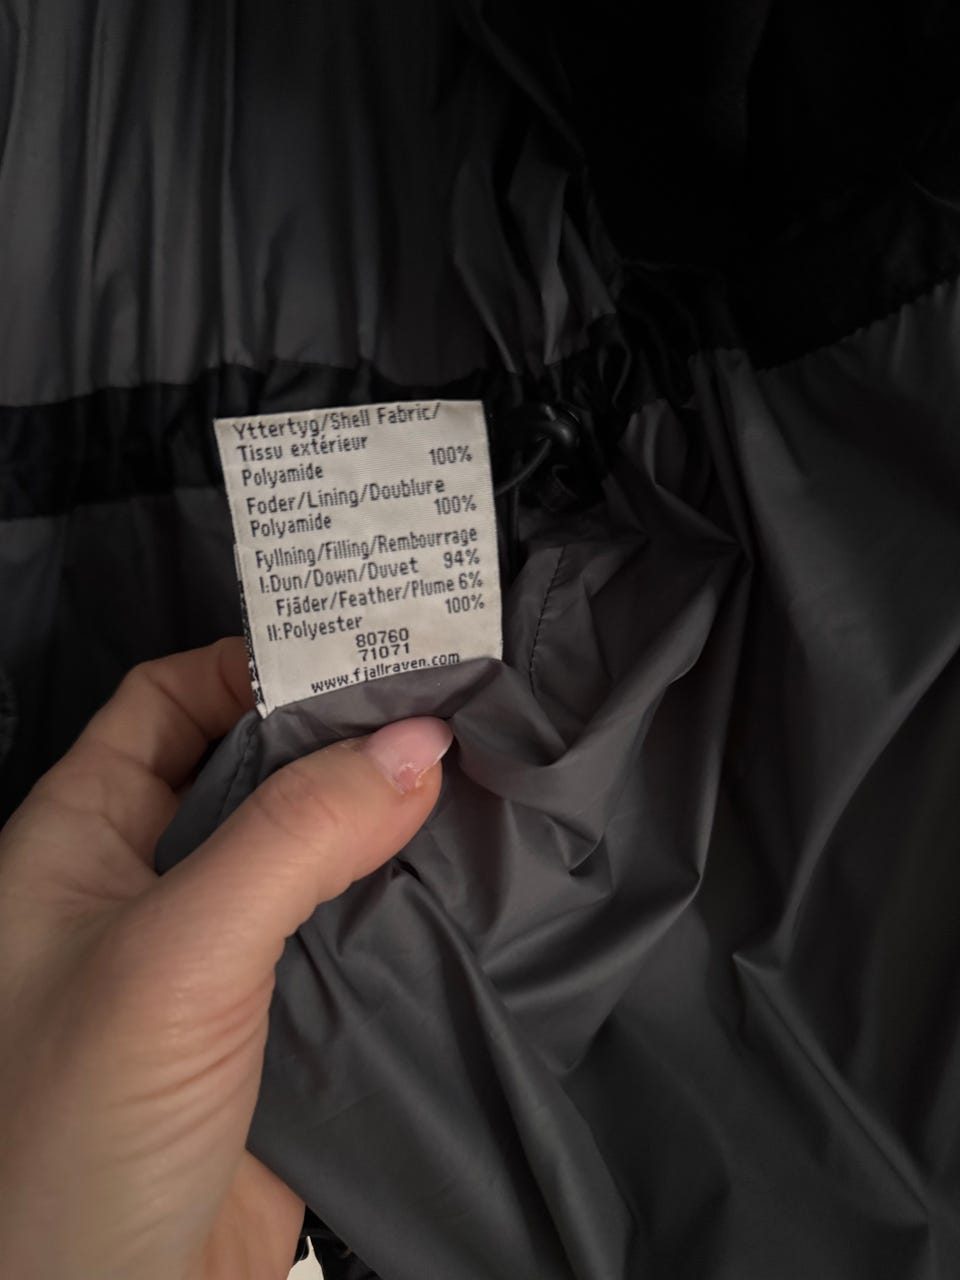 Yttertyg/Shell Fabric/
Tissu extérieur
Polyamide 100%
Foder/Lining/Doublure
Polyamide 100%
Fyllning/Filling/Rembourrage
I:Dun/Down/Duvet 94%
Fjäder/Feather/Plume 6%
II:Polyester 100%
80760
71071
www.fjallraven.com